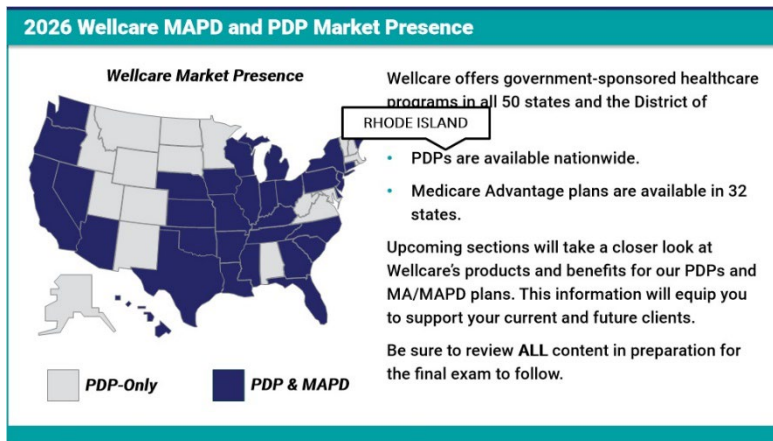 2026 Wellcare MAPD and PDP Market Presence
Wellcare Market Presence
PDP-Only
PDP & MAPD
Wellcare offers government-sponsored healthcare
programs in all 50 states and the District of
RHODE ISLAND
• PDPs are available nationwide.
• Medicare Advantage plans are available in 32
states.
Upcoming sections will take a closer look at
Wellcare's products and benefits for our PDPs and
MA/MAPD plans. This information will equip you
to support your current and future clients.
Be sure to review ALL content in preparation for
the final exam to follow.